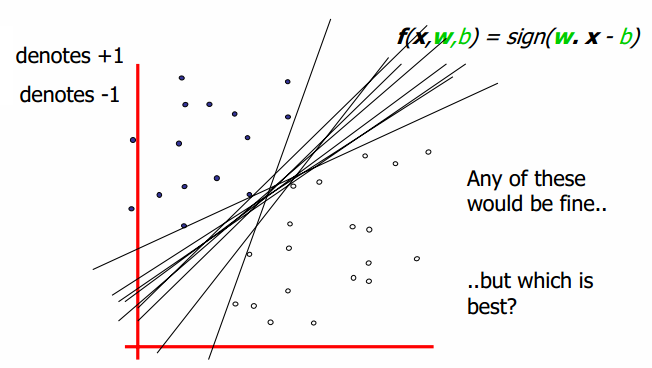 f(x,w,b) = sign(w. x - b)
denotes +1
denotes -1
Any of these
would be fine..
..but which is
best?